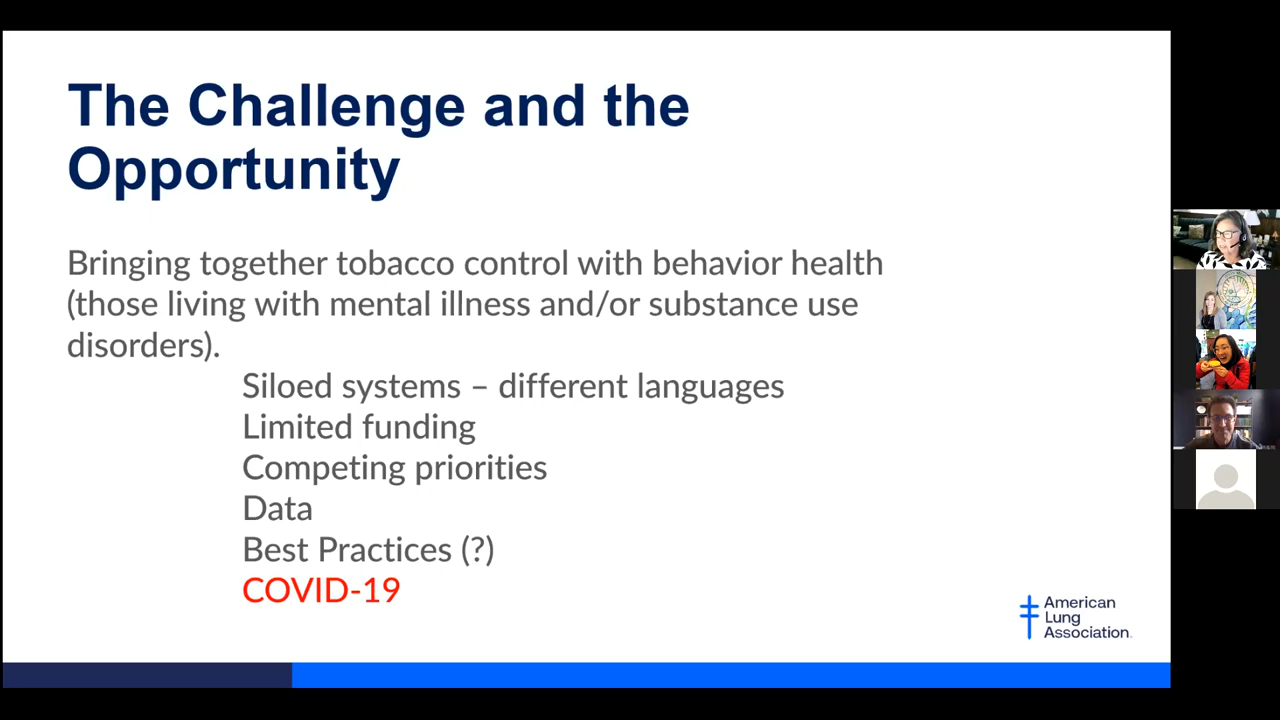 The Challenge and the
Opportunity
Bringing together tobacco control with behavior health
(those living with mental illness and/or substance use
disorders).
Siloed systems – different languages
Limited funding
Competing priorities
Data
Best Practices (?)
COVID-19
American
Lung
Association.